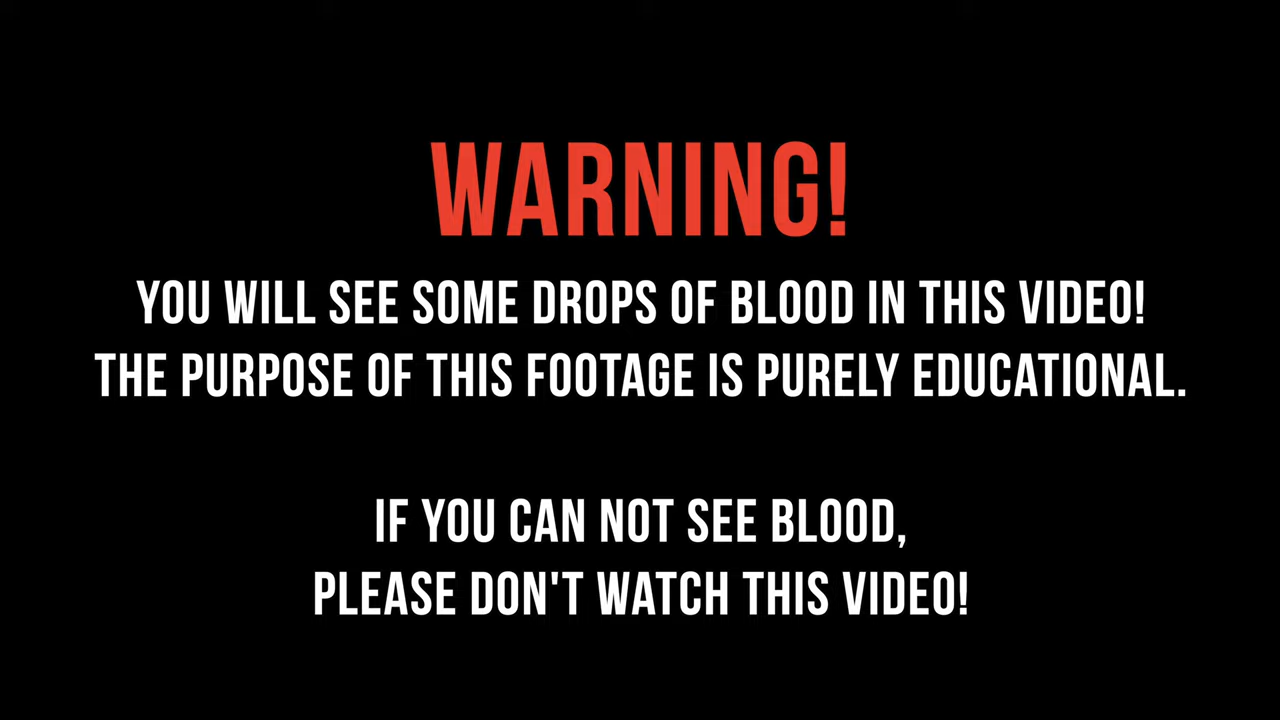 WARNING!
YOU WILL SEE SOME DROPS OF BLOOD IN THIS VIDEO!
THE PURPOSE OF THIS FOOTAGE IS PURELY EDUCATIONAL.
IF YOU CAN NOT SEE BLOOD,
PLEASE DON'T WATCH THIS VIDEO!